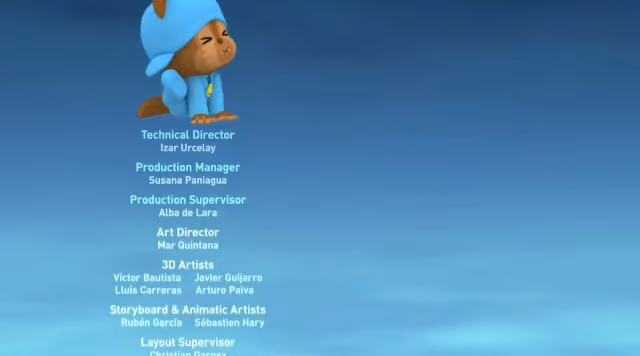 Technical Director
Izar Urcelay
Production Manager
Susana Paniagua
Production Supervisor
Alba de Lara
Art Director
Mar Quintana
3D Artists
Víctor Bautista Javier Guijarro
Lluís Carreras Arturo Paiva
Storyboard & Animatic Artists
Rubén García Sébastien Hary
Layout Supervisor
Christian